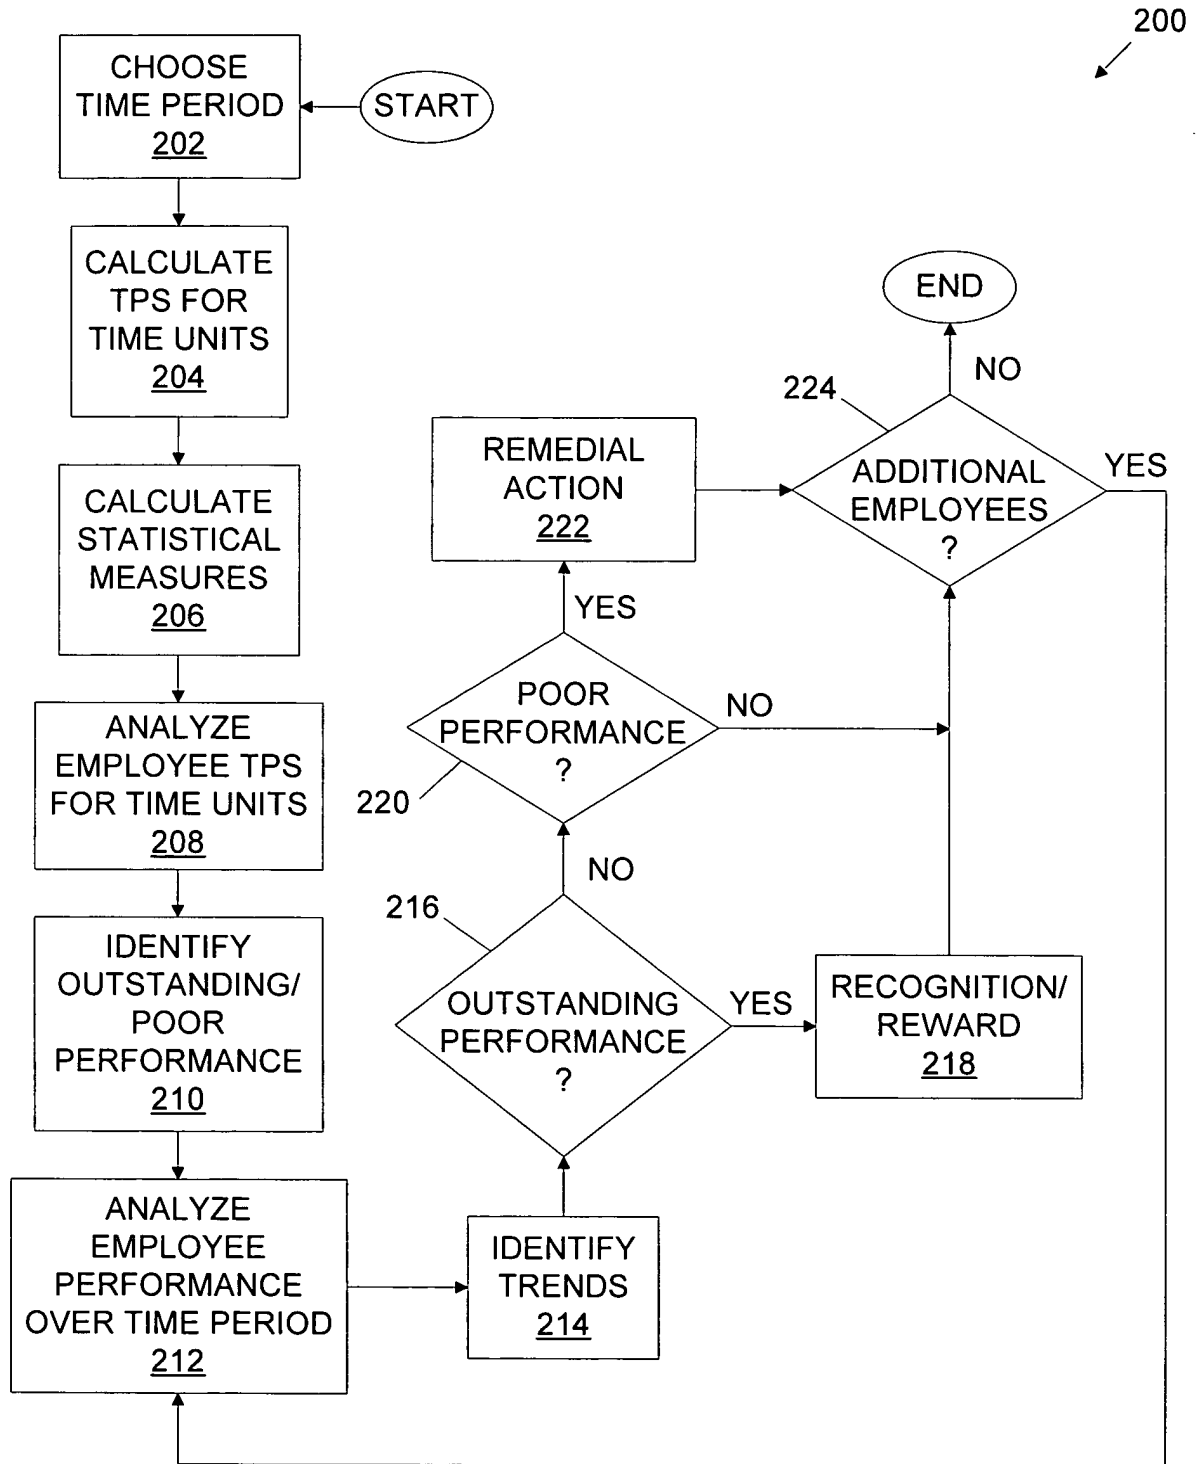 200
CHOOSE
TIME PERIOD
202
START
CALCULATE
TPS FOR
TIME UNITS
204
CALCULATE
STATISTICAL
MEASURES
206
ANALYZE
EMPLOYEE TPS
FOR TIME UNITS
208
IDENTIFY
OUTSTANDING/
POOR
PERFORMANCE
210
ANALYZE
EMPLOYEE
PERFORMANCE
OVER TIME PERIOD
212
IDENTIFY
TRENDS
214
216
OUTSTANDING
PERFORMANCE
?
YES
RECOGNITION/
REWARD
218
NO
220
POOR
PERFORMANCE
?
NO
YES
REMEDIAL
ACTION
222
224
ADDITIONAL
EMPLOYEES
?
YES
NO
END